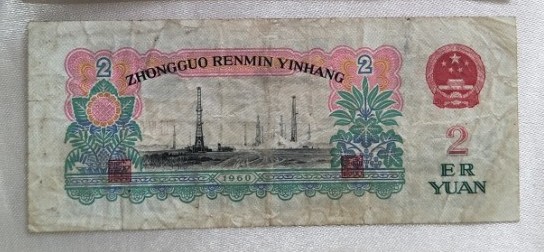 2
ZHONGGUO RENMIN YINHANG
2
2
ER
YUAN
1960